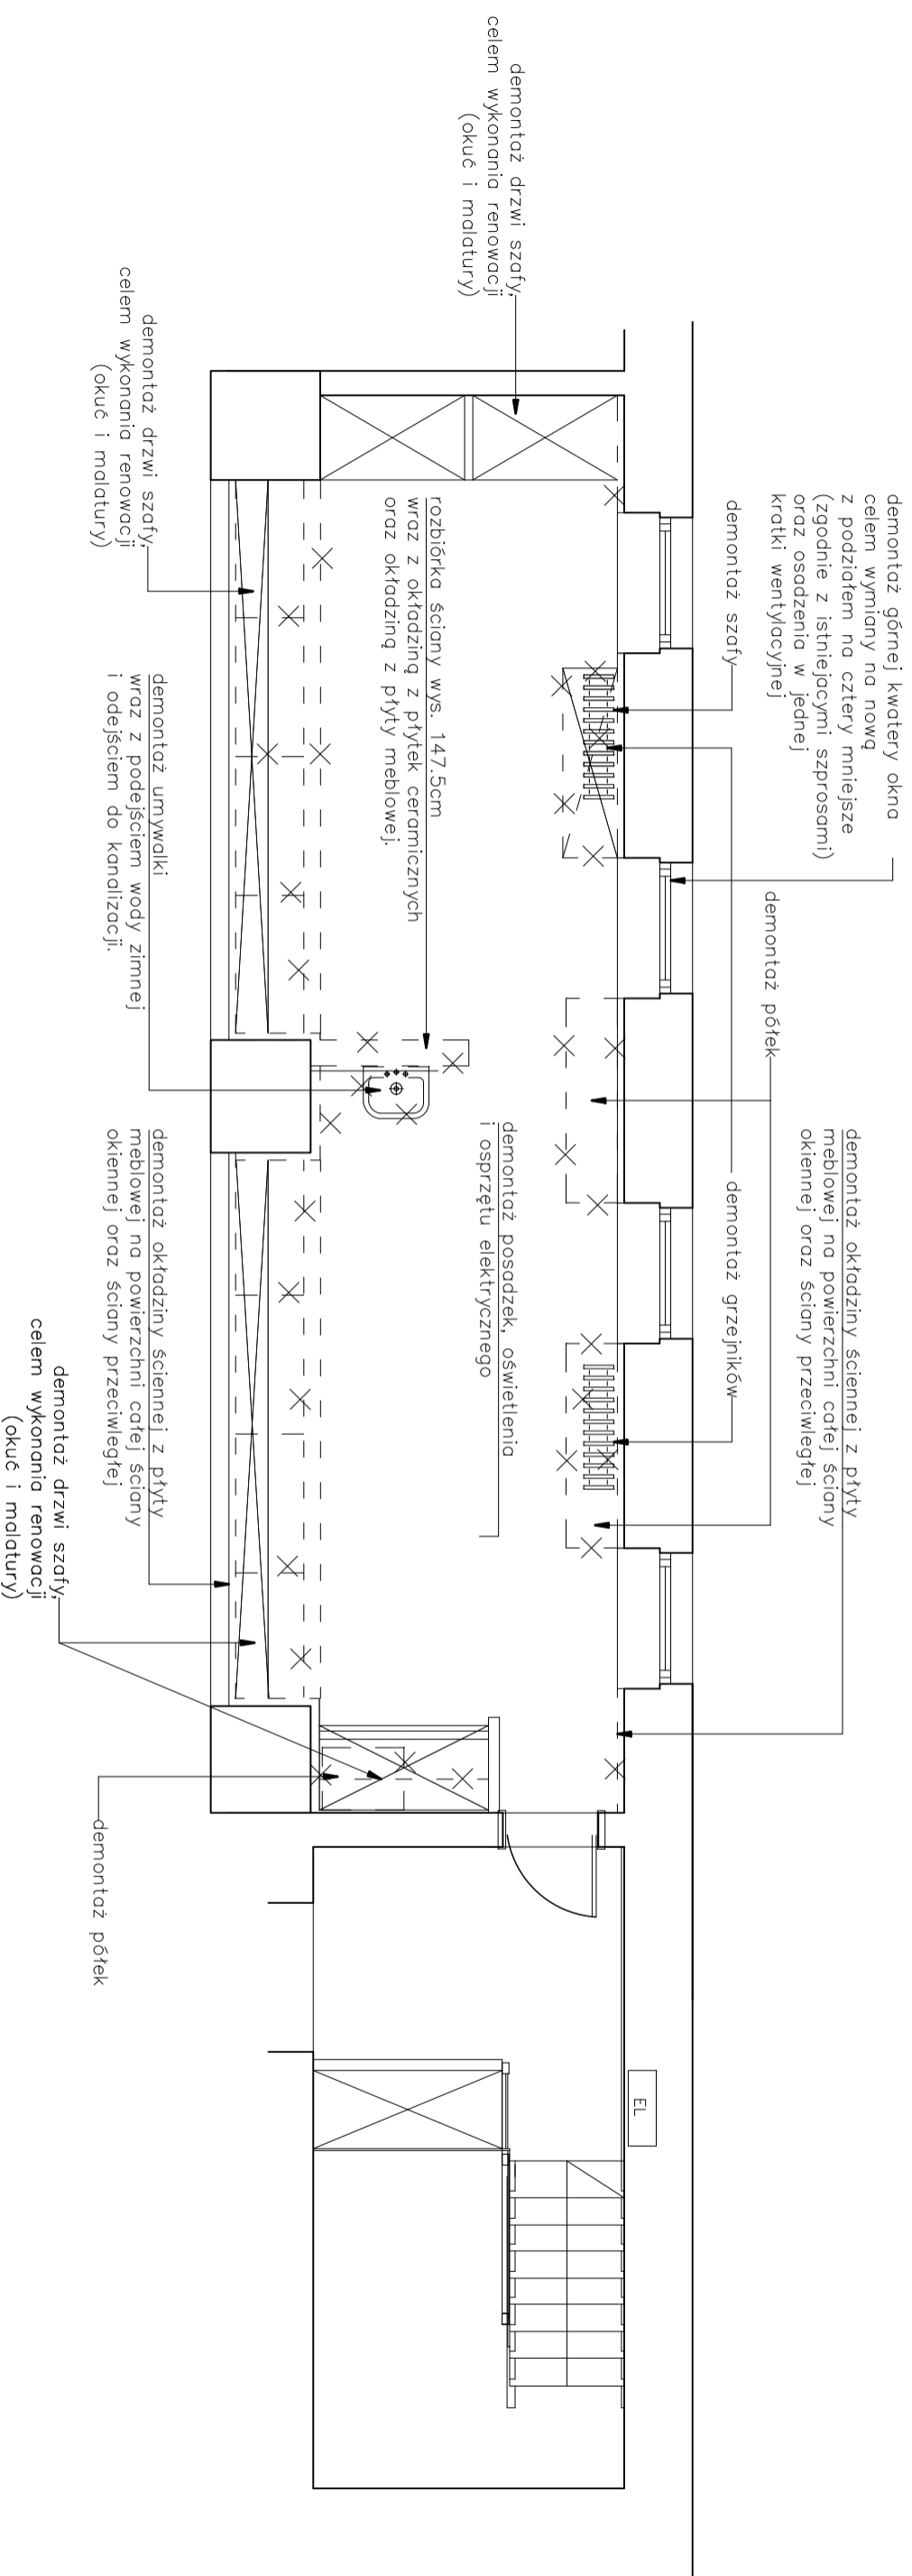 demontaż górnej kwatery okna
celem wymiany na nową
z podziałem na cztery mniejsze
(zgodnie z istniejacymi szprosami)
oraz osadzenia w jednej
kratki wentylacyjnej
demontaż szafy
demontaż półek
demontaż grzejników
demontaż okładziny ściennej z płyty
meblowej na powierzchni całej ściany
okiennej oraz ściany przeciwległej
demontaż drzwi szafy,
celem wykonania renowacji
(okuć i malatury)
rozbiórka ściany wys. 147.5cm
wraz z okładziną z płytek ceramicznych
oraz okładziną z płyty meblowej.
demontaż posadzek, oświetlenia
i osprzętu elektrycznego
EL
demontaż drzwi szafy,
celem wykonania renowacji
(okuć i malatury)
demontaż umywalki
wraz z podejściem wody zimnej
i odejściem do kanalizacji.
demontaż okładziny ściennej z płyty
meblowej na powierzchni całej ściany
okiennej oraz ściany przeciwległej
demontaż drzwi szafy,
celem wykonania renowacji
(okuć i malatury)
demontaż półek